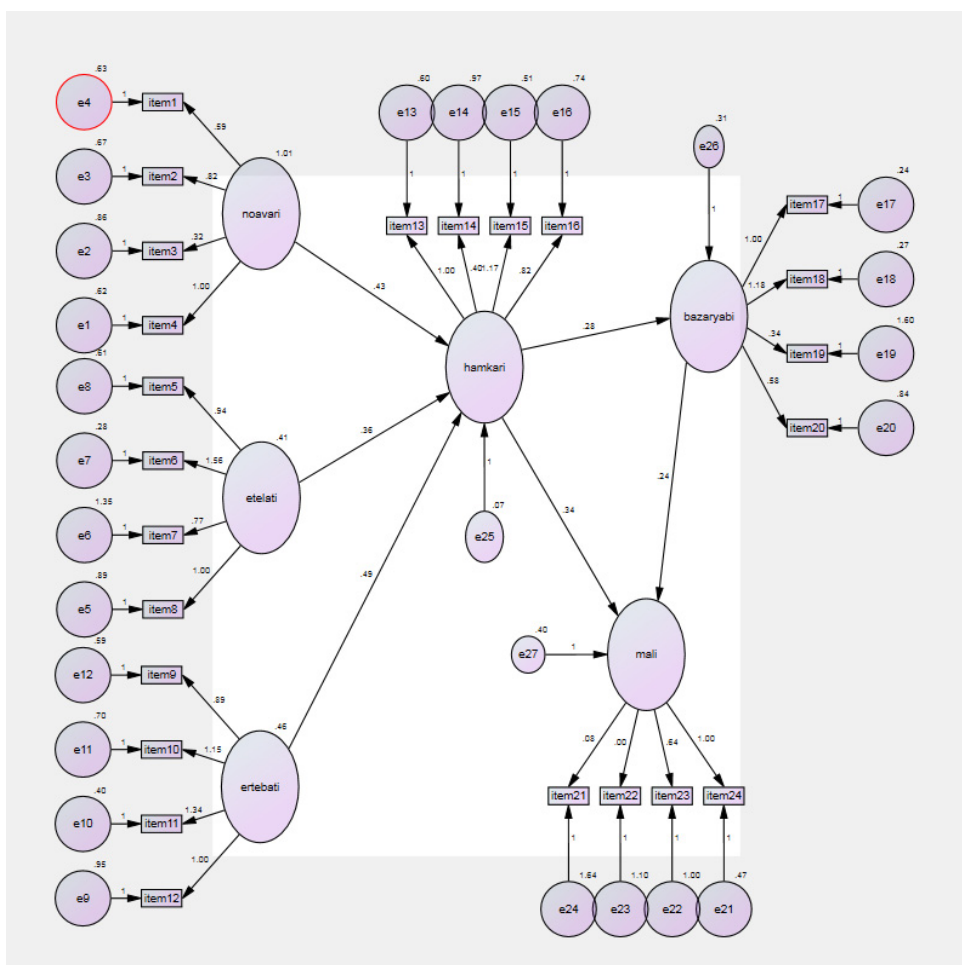 .63
e4 1 item1
.59
.67
e3 1 item2
.82
1.01
noavari
.86
e2 1 item3
.32
.62
e1 1 item4
1.00
.61
e8 1 item5
.94
.28
e7 1 item6
1.56
.41
etelati
1.35
e6 1 item7
.77
.89
e5 1 item8
1.00
.59
e12 1 item9
.89
.70
e11 1 item10
1.15
.46
ertebati
.40
e10 1 item11
1.34
.95
e9 1 item12
1.00
.60 .97 .51 .74
e13 e14 e15 e16
1 1 1 1
item13 item14 item15 item16
1.00 .40 1.17 .82
.43
hamkari
.36
.49
1
.07
e25
.28
.34
.31
e26
1
bazaryabi
.24
item17 1 e17
1.00
.27
item18 1 e18
1.18
1.60
item19 1 e19
.34
.84
item20 1 e20
.58
.24
.40
e27 1
mali
.08 .00 .64 1.00
item21 item22 item23 item24
1 1 1 1
1.64 1.10 1.00 .47
e24 e23 e22 e21